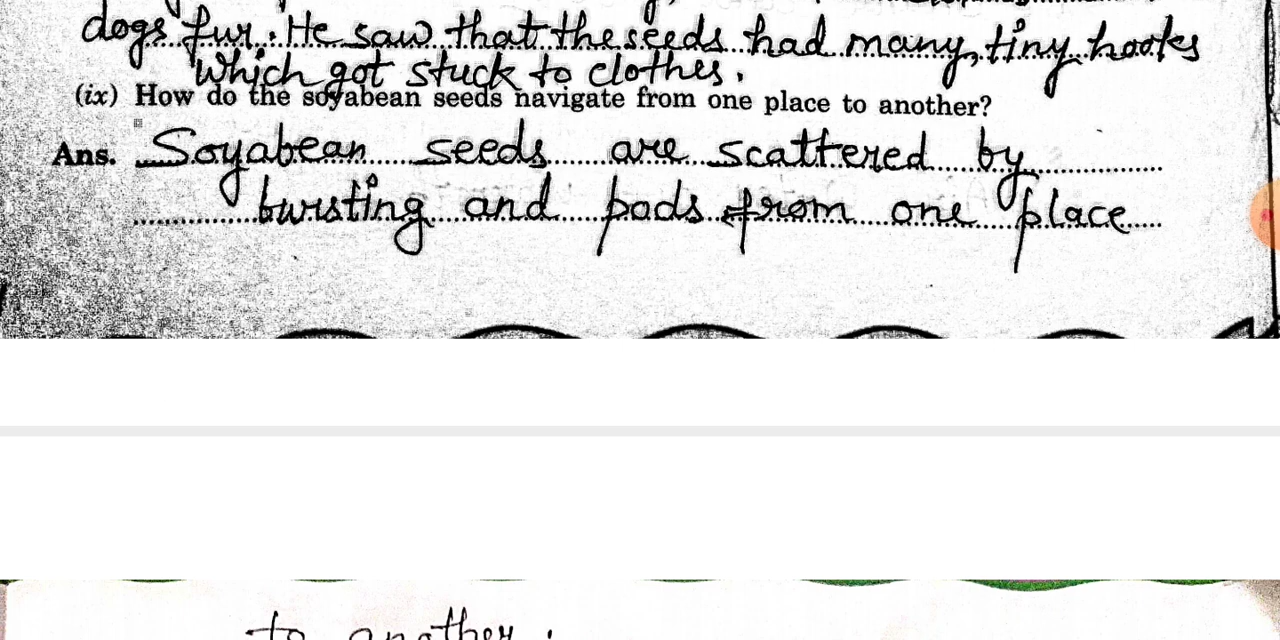 dogs fur. He saw that the seeds had many, tiny hooks
which got stuck to clothes.
(ix) How do the soyabean seeds navigate from one place to another?
Ans. Soyabean seeds are scattered by
bursting and pods from one place
to another.